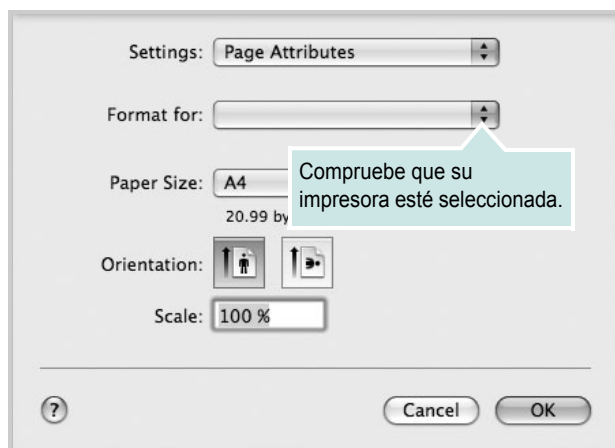 Settings: Page Attributes
Format for:
Compruebe que su
impresora esté seleccionada.
Paper Size: A4
20.99 by
Orientation:
Scale: 100 %
?
Cancel OK